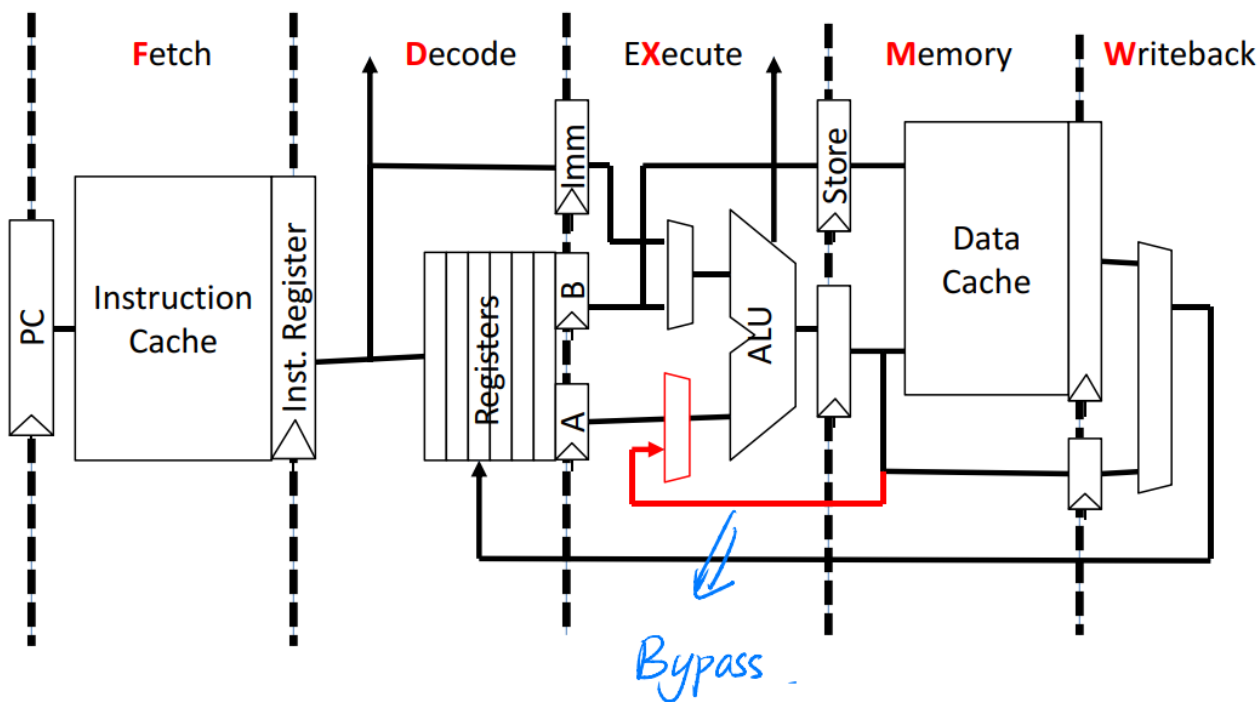 Fetch
Decode
EXecute
Memory
Writeback
PC
Instruction
Cache
Inst. Register
Registers
Imm
B
A
ALU
Store
Data
Cache
Bypass